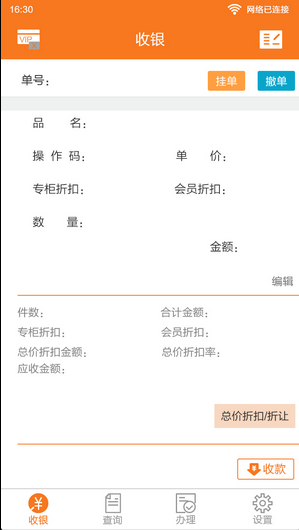 16:30 网络已连接
VIP 收银
单号： 挂单 撤单
品 名：
操 作 码： 单 价：
专柜折扣： 会员折扣：
数 量：
金额：
编辑
件数： 合计金额：
专柜折扣： 会员折扣：
总价折扣金额： 总价折扣率：
应收金额：
总价折扣/折让
收款
收银 查询 办理 设置